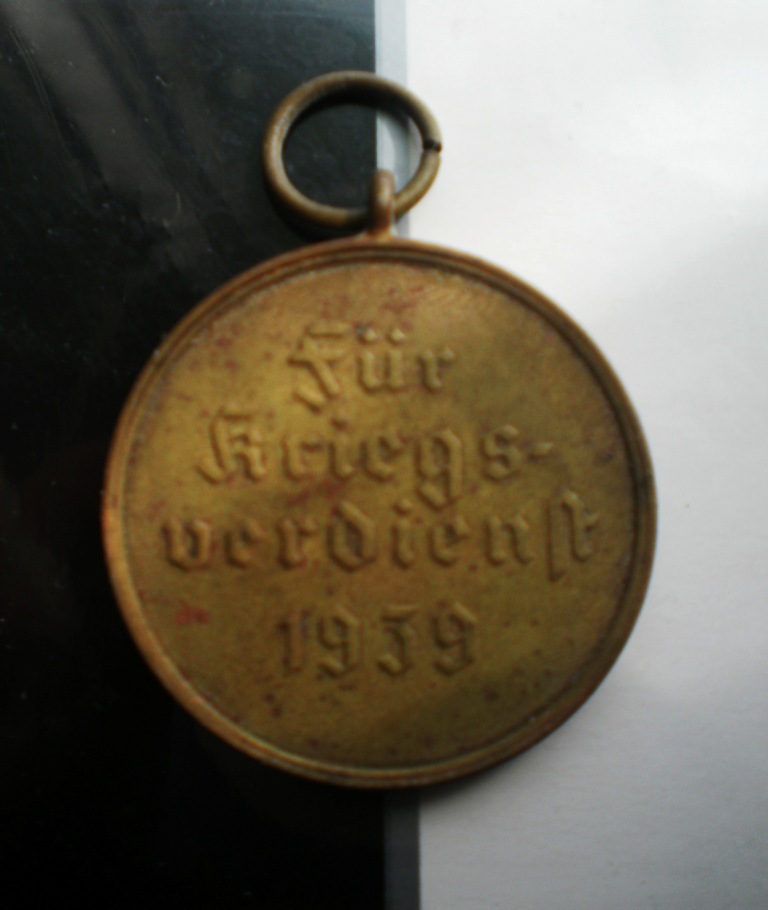 Für
Kriegs-
verdienſt
1939